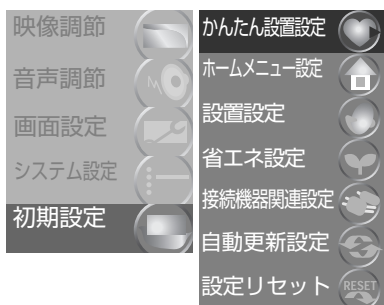 映像調節
音声調節
画面設定
システム設定
初期設定
かんたん設置設定
ホームメニュー設定
設置設定
省エネ設定
接続機器関連設定
自動更新設定
設定リセット
RESET